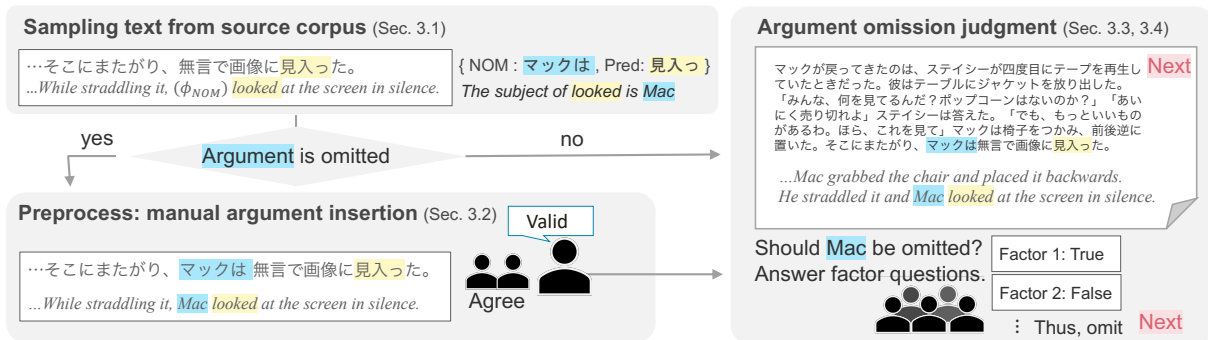 Sampling text from source corpus (Sec. 3.1)
…そこにまたがり、無言で画像に見入った。
...While straddling it, (ϕNOM) looked at the screen in silence.
{ NOM : マックは , Pred: 見入っ }
The subject of looked is Mac
yes
Argument is omitted
no
Preprocess: manual argument insertion (Sec. 3.2)
…そこにまたがり、マックは 無言で画像に見入った。
...While straddling it, Mac looked at the screen in silence.
Valid
Agree
Argument omission judgment (Sec. 3.3, 3.4)
マックが戻ってきたのは、ステイシーが四度目にテープを再生し
ていたときだった。彼はテーブルにジャケットを放り出した。
「みんな、何を見てるんだ？ポップコーンはないのか？」「あい
にく売り切れよ」ステイシーは答えた。「でも、もっといいもの
があるわ。ほら、これを見て」マックは椅子をつかみ、前後逆に
置いた。そこにまたがり、マックは無言で画像に見入った。
Next
...Mac grabbed the chair and placed it backwards.
He straddled it and Mac looked at the screen in silence.
Should Mac be omitted?
Answer factor questions.
Factor 1: True
Factor 2: False
⋮ Thus, omit
Next